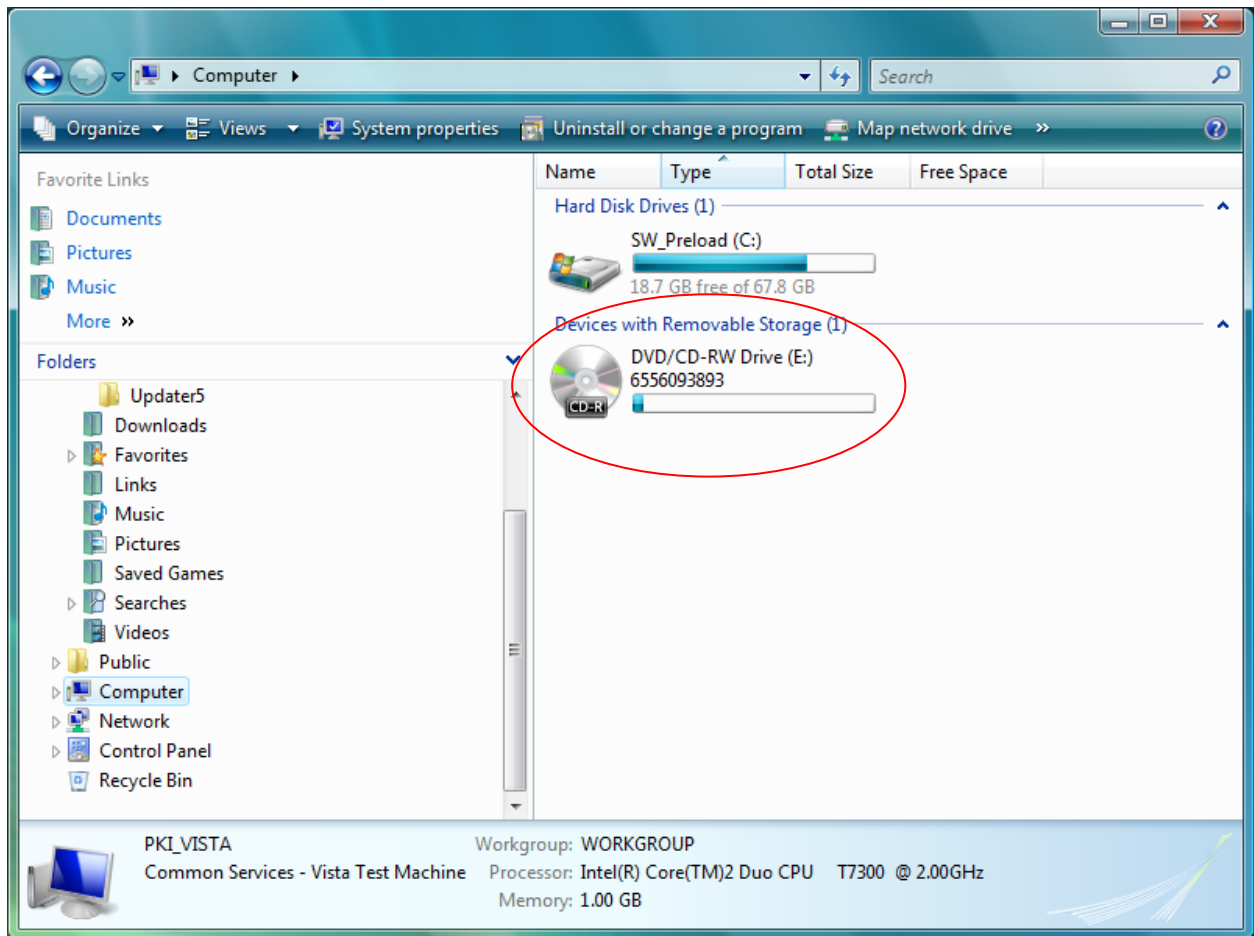 Computer
Search
Organize Views System properties Uninstall or change a program Map network drive »
Favorite Links
Documents
Pictures
Music
More »
Folders
Updater5
Downloads
Favorites
Links
Music
Pictures
Saved Games
Searches
Videos
Public
Computer
Network
Control Panel
Recycle Bin
Name Type Total Size Free Space
Hard Disk Drives (1)
SW_Preload (C:)
18.7 GB free of 67.8 GB
Devices with Removable Storage (1)
DVD/CD-RW Drive (E:)
6556093893
CD-R
PKI_VISTA Workgroup: WORKGROUP
Common Services - Vista Test Machine Processor: Intel(R) Core(TM)2 Duo CPU T7300 @ 2.00GHz
Memory: 1.00 GB